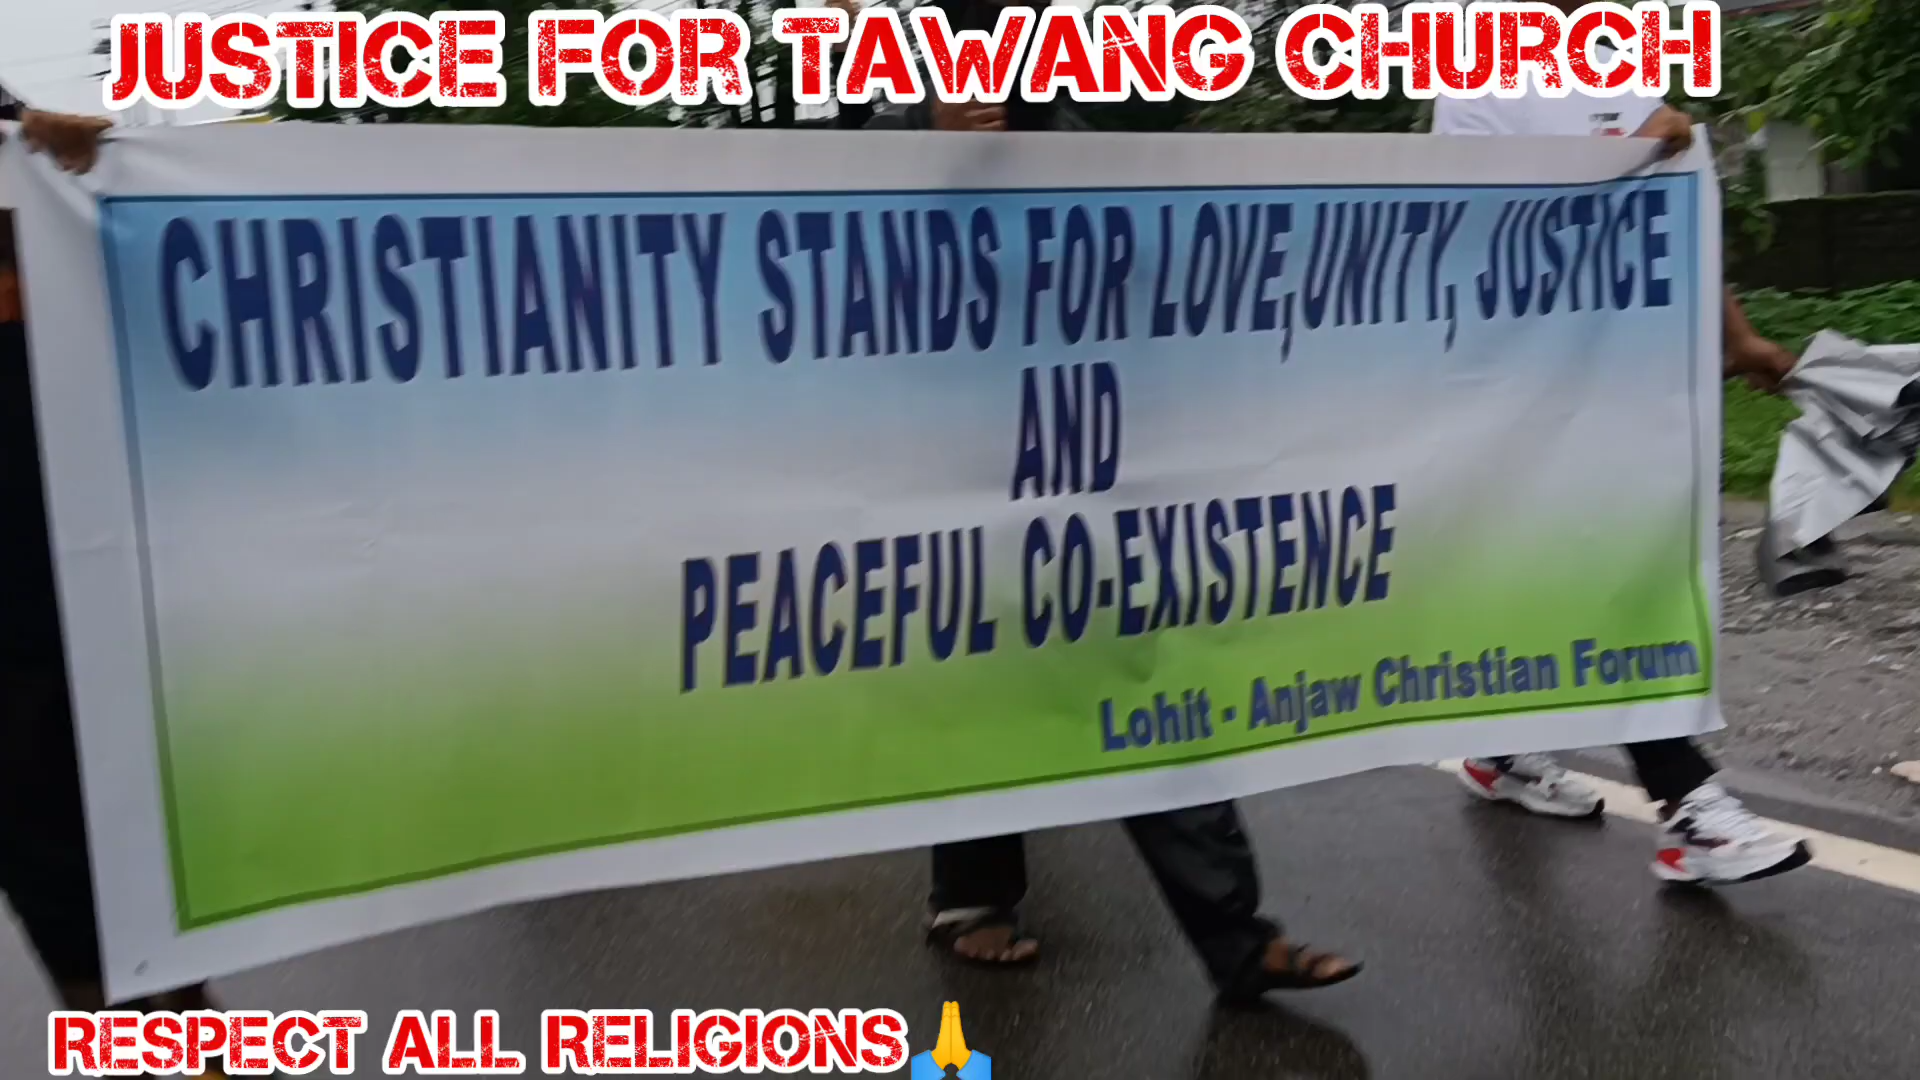 JUSTICE FOR TAWANG CHURCH
CHRISTIANITY STANDS FOR LOVE,UNITY, JUSTICE
AND
PEACEFUL CO-EXISTENCE
Lohit - Anjaw Christian Forum
RESPECT ALL RELIGIONS🙏